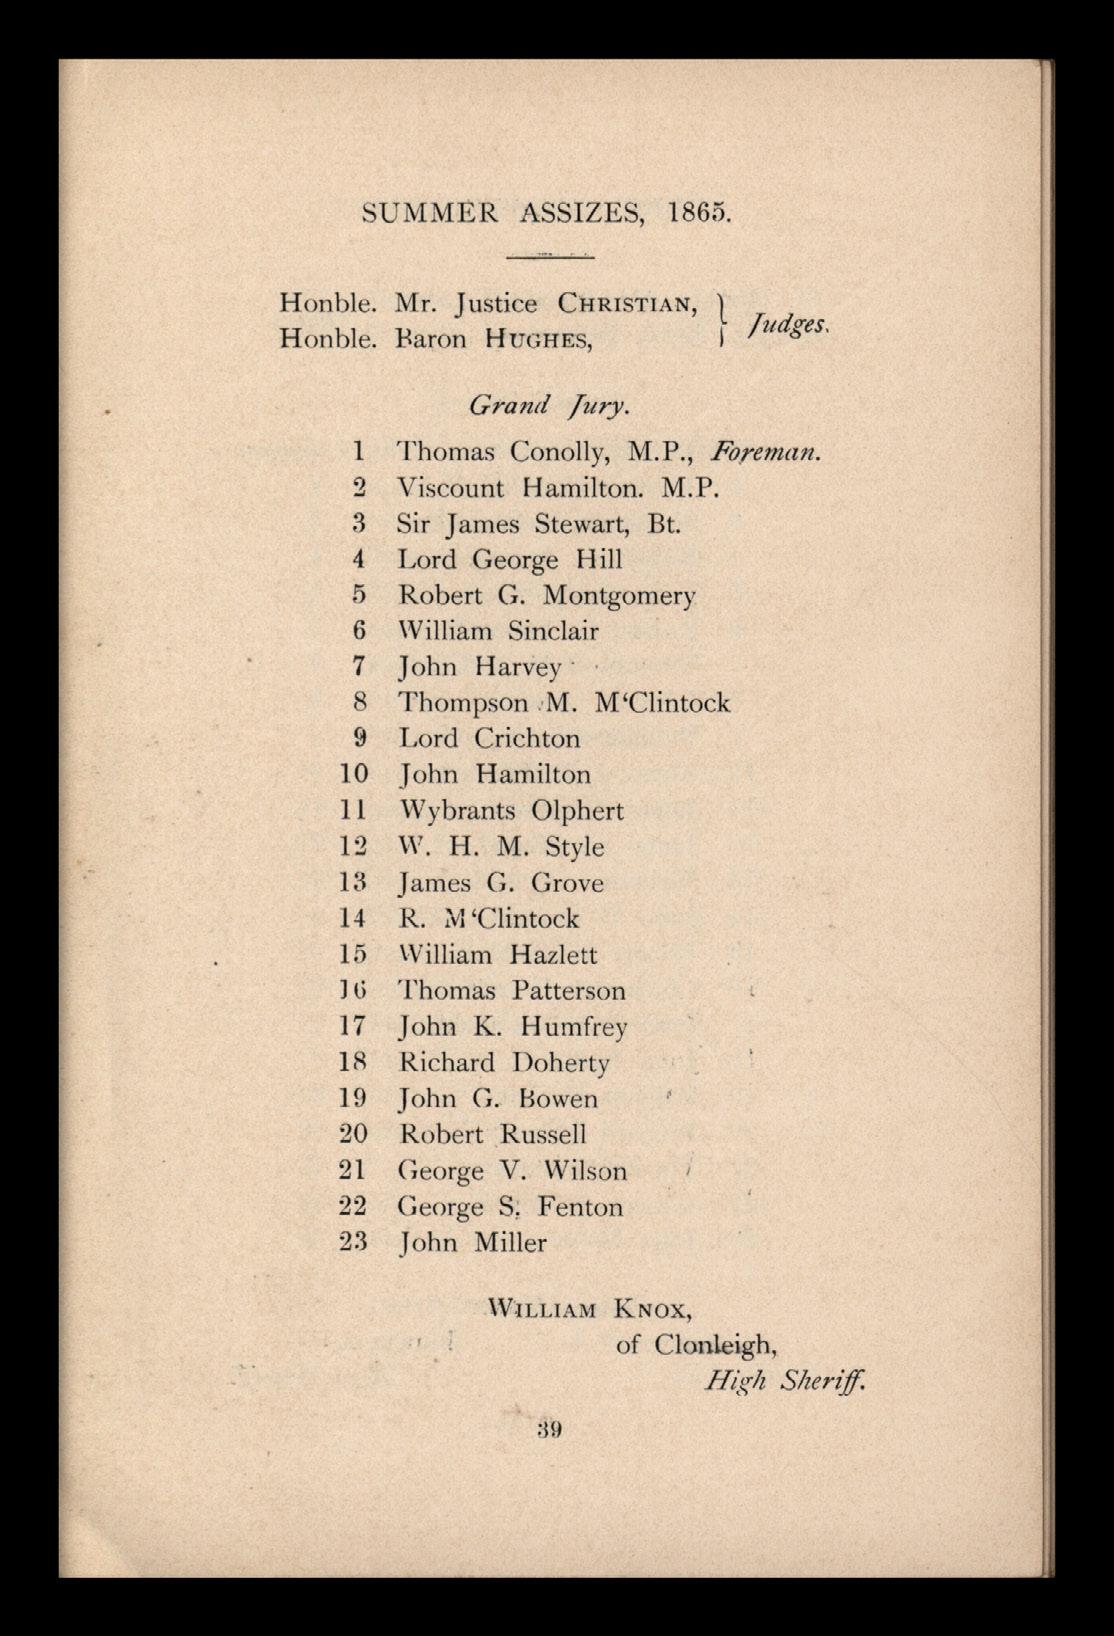 SUMMER ASSIZES, 1865.
Honble. Mr. Justice CHRISTIAN,
Honble. Baron HUGHES,
} Judges.
Grand Jury.
1 Thomas Conolly, M.P., Foreman.
2 Viscount Hamilton. M.P.
3 Sir James Stewart, Bt.
4 Lord George Hill
5 Robert G. Montgomery
6 William Sinclair
7 John Harvey
8 Thompson M. M‘Clintock
9 Lord Crichton
10 John Hamilton
11 Wybrants Olphert
12 W. H. M. Style
13 James G. Grove
14 R. M‘Clintock
15 William Hazlett
16 Thomas Patterson
17 John K. Humfrey
18 Richard Doherty
19 John G. Bowen
20 Robert Russell
21 George V. Wilson
22 George S. Fenton
23 John Miller
WILLIAM KNOX,
of Clonleigh,
High Sheriff.
39